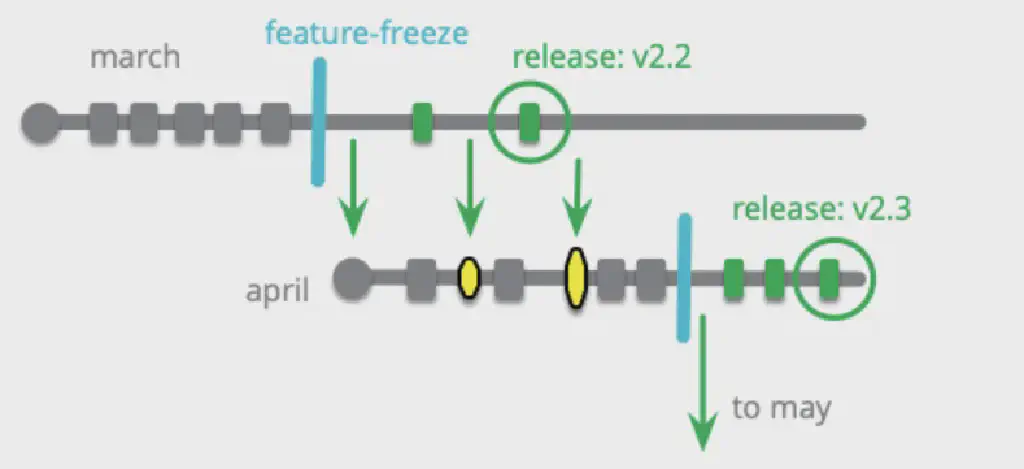 feature-freeze
march
release: v2.2
release: v2.3
april
to may